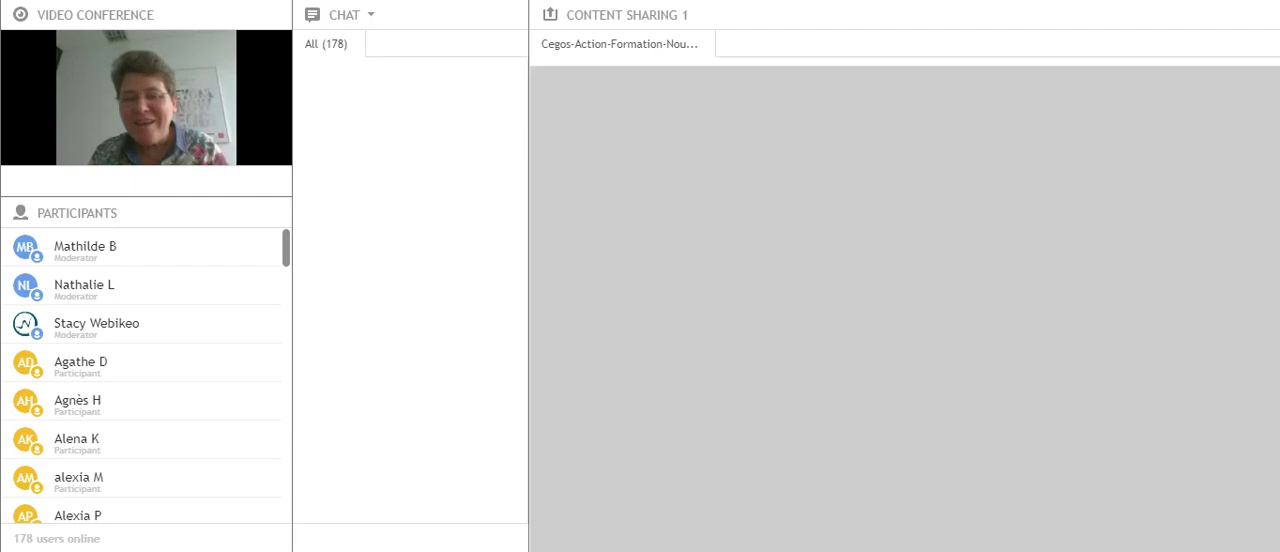 VIDEO CONFERENCE
PARTICIPANTS
MB Mathilde B
Moderator
NL Nathalie L
Moderator
Stacy Webikeo
Moderator
AD Agathe D
Participant
AH Agnès H
Participant
AK Alena K
Participant
AM alexia M
Participant
AP Alexia P
178 users online
CHAT
All (178)
CONTENT SHARING 1
Cegos-Action-Formation-Nou...